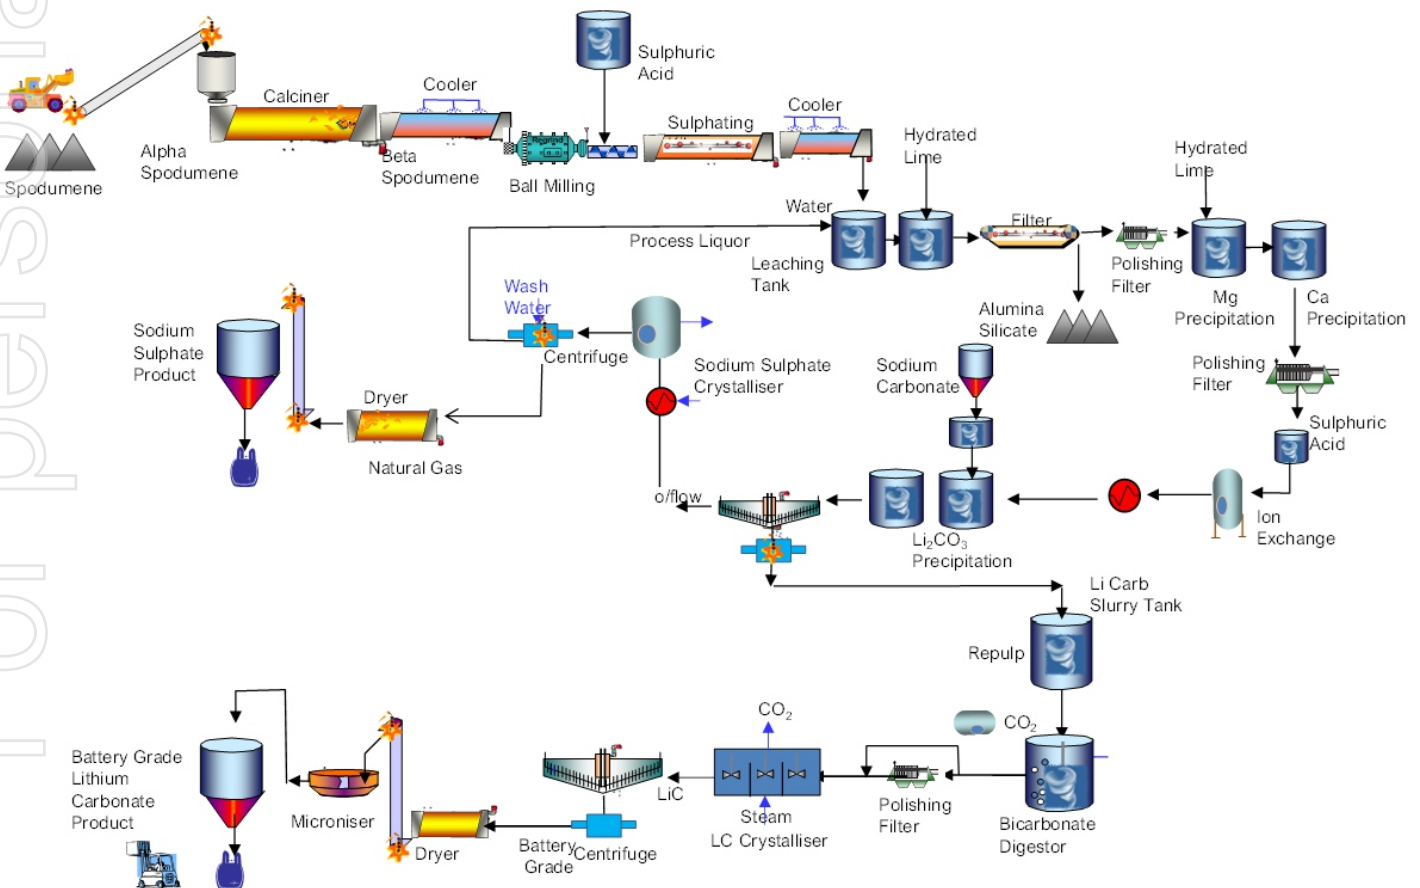 For personal
Sulphuric
Acid
Calciner
Cooler
Sulphating
Cooler
Hydrated
Lime
Hydrated
Lime
Regrind
Spodumene
Alpha
Spodumene
Beta
Spodumene
Ball Milling
Water
Process Liquor
Leaching
Tank
Filter
Polishing
Filter
Mg
Precipitation
Ca
Precipitation
Alumina
Silicate
Wash
Water
Centrifuge
Sodium
Sulphate
Product
Dryer
Natural Gas
Sodium Sulphate
Crystalliser
Sodium
Carbonate
Polishing
Filter
Sulphuric
Acid
Ion
Exchange
o/flow
Li₂CO₃
Precipitation
Li Carb
Slurry Tank
Repulp
CO₂
CO₂
Bicarbonate
Digestor
Polishing
Filter
Steam
LC Crystalliser
LiC
Battery
Grade
Centrifuge
Dryer
Microniser
Battery Grade
Lithium
Carbonate
Product